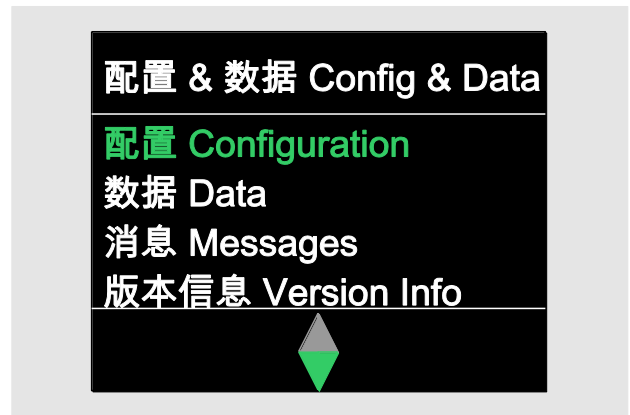 配置 & 数据 Config & Data
配置 Configuration
数据 Data
消息 Messages
版本信息 Version Info